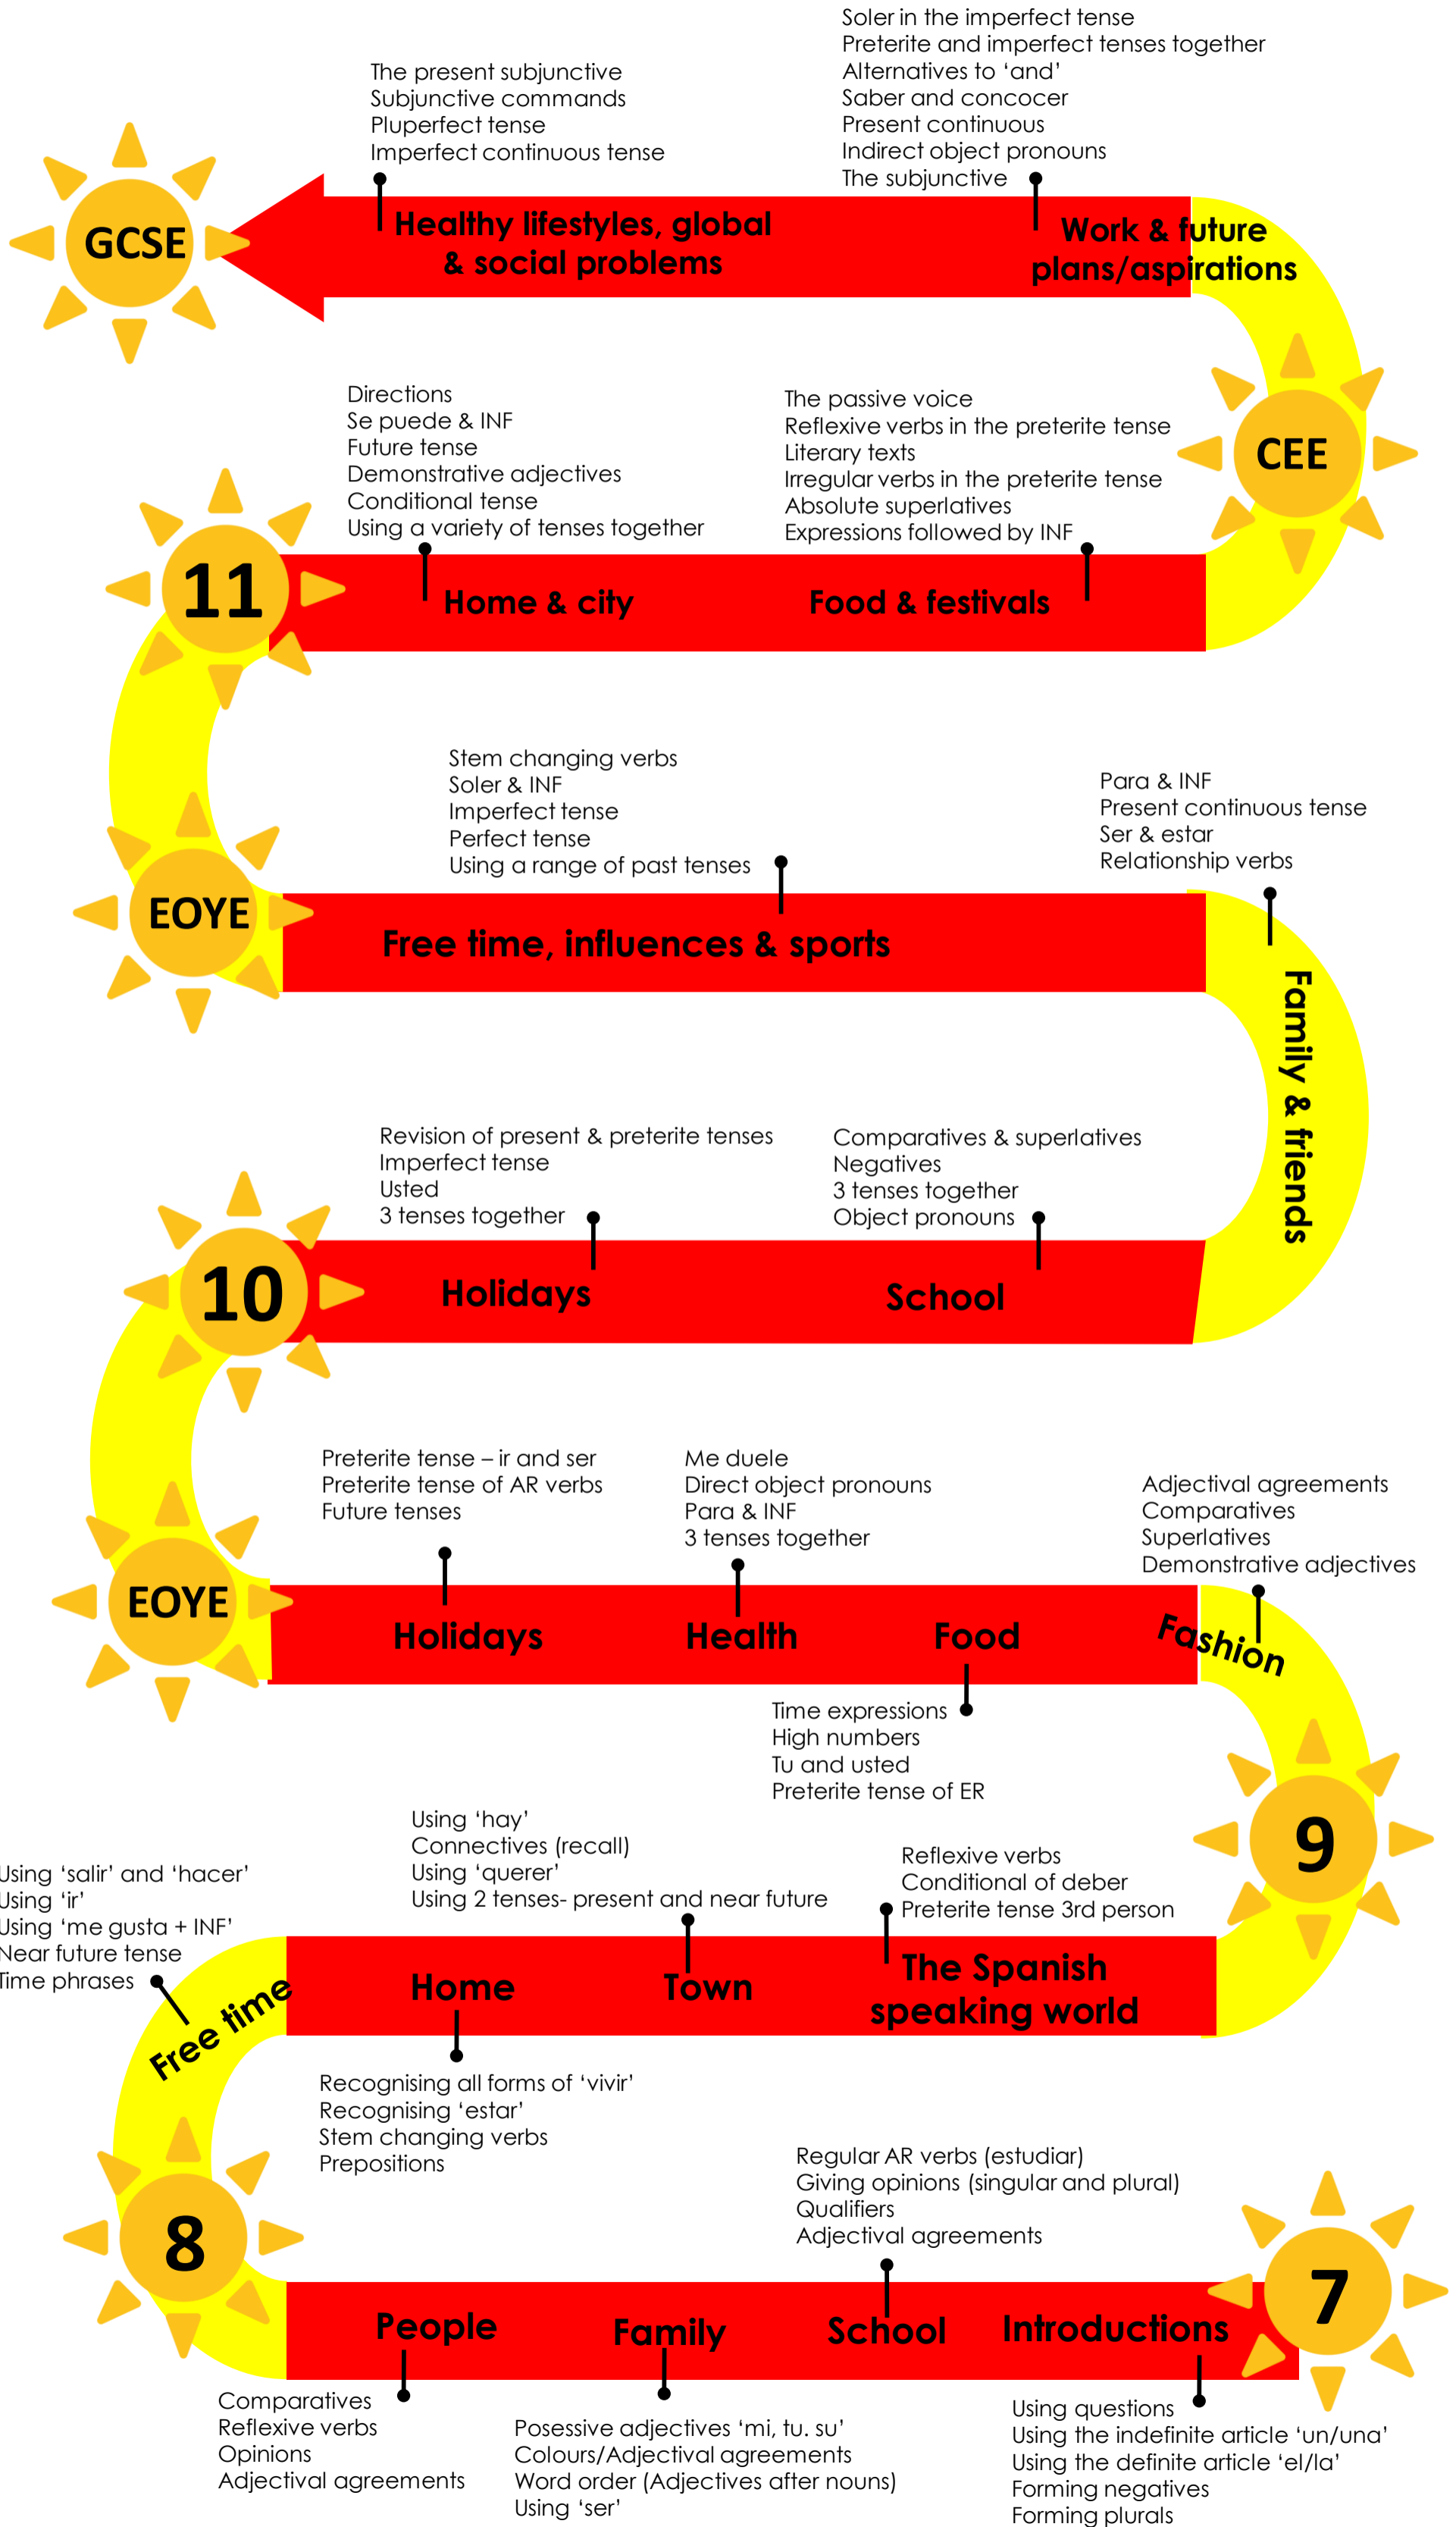 Soler in the imperfect tense
Preterite and imperfect tenses together
Alternatives to ‘and’
Saber and concocer
Present continuous
Indirect object pronouns
The subjunctive
The present subjunctive
Subjunctive commands
Pluperfect tense
Imperfect continuous tense
GCSE
Healthy lifestyles, global
& social problems
Work & future
plans/aspirations
CEE
Directions
Se puede & INF
Future tense
Demonstrative adjectives
Conditional tense
Using a variety of tenses together
The passive voice
Reflexive verbs in the preterite tense
Literary texts
Irregular verbs in the preterite tense
Absolute superlatives
Expressions followed by INF
11
Home & city
Food & festivals
Stem changing verbs
Soler & INF
Imperfect tense
Perfect tense
Using a range of past tenses
Para & INF
Present continuous tense
Ser & estar
Relationship verbs
EOYE
Free time, influences & sports
Family & friends
Revision of present & preterite tenses
Imperfect tense
Usted
3 tenses together
Comparatives & superlatives
Negatives
3 tenses together
Object pronouns
10
Holidays
School
Preterite tense – ir and ser
Preterite tense of AR verbs
Future tenses
Me duele
Direct object pronouns
Para & INF
3 tenses together
Adjectival agreements
Comparatives
Superlatives
Demonstrative adjectives
EOYE
Holidays
Health
Food
Fashion
Time expressions
High numbers
Tu and usted
Preterite tense of ER
9
Using ‘salir’ and ‘hacer’
Using ‘ir’
Using ‘me gusta + INF’
Near future tense
Time phrases
Using ‘hay’
Connectives (recall)
Using ‘querer’
Using 2 tenses- present and near future
Reflexive verbs
Conditional of deber
Preterite tense 3rd person
Free time
Home
Town
The Spanish
speaking world
Recognising all forms of ‘vivir’
Recognising ‘estar’
Stem changing verbs
Prepositions
Regular AR verbs (estudiar)
Giving opinions (singular and plural)
Qualifiers
Adjectival agreements
8
People
Family
School
Introductions
7
Comparatives
Reflexive verbs
Opinions
Adjectival agreements
Posessive adjectives ‘mi, tu. su’
Colours/Adjectival agreements
Word order (Adjectives after nouns)
Using ‘ser’
Using questions
Using the indefinite article ‘un/una’
Using the definite article ‘el/la’
Forming negatives
Forming plurals